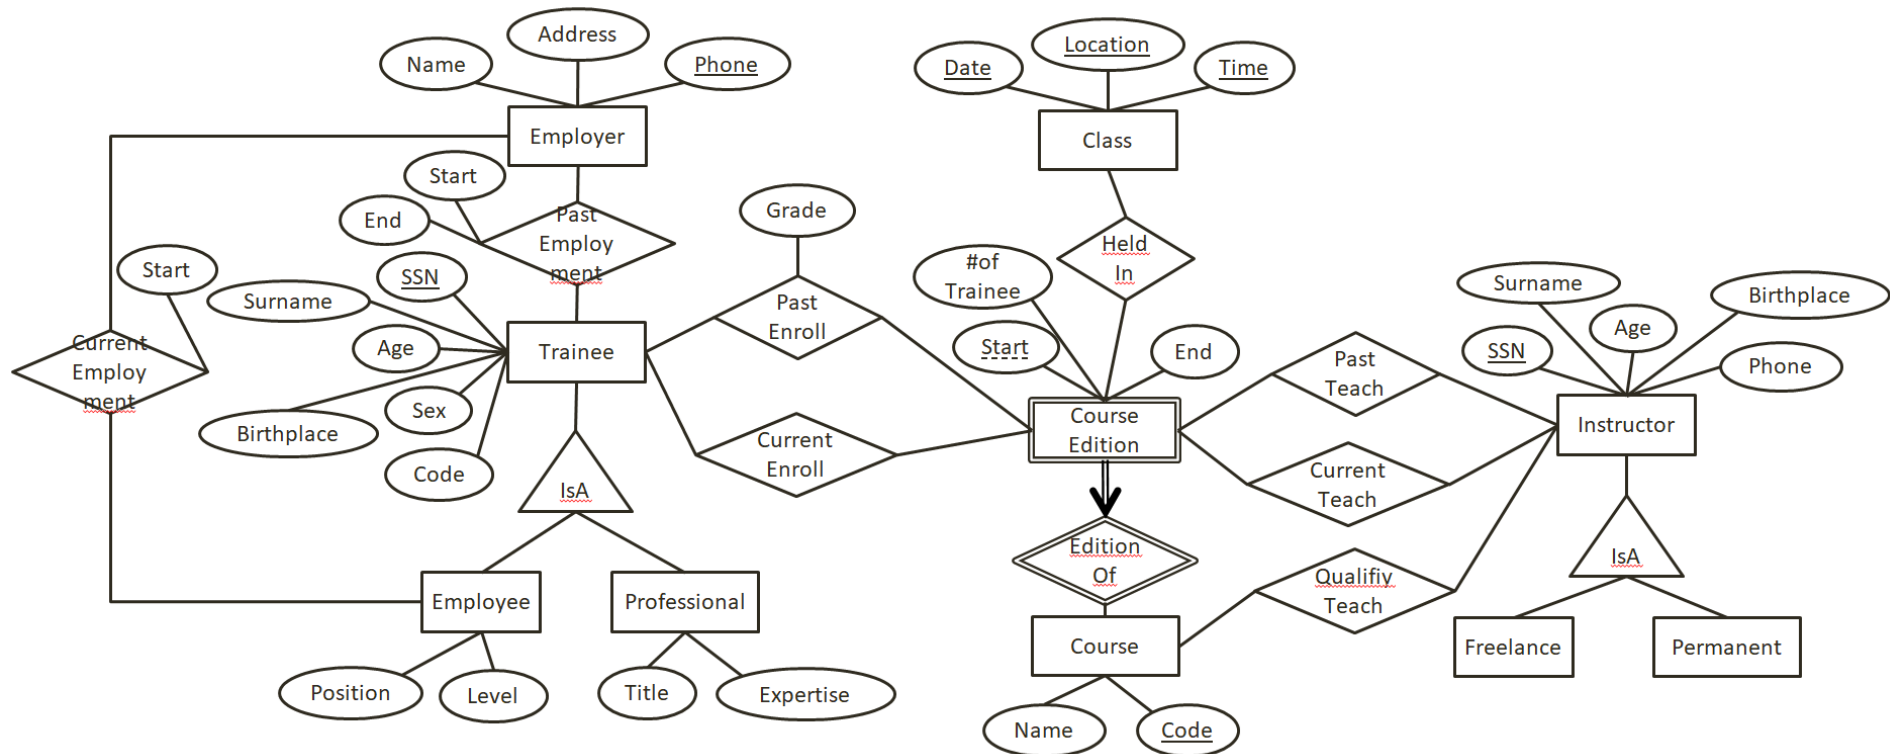 Address
Name
Phone
Location
Date
Time
Employer
Class
Start
End
Past
Employ
ment
Grade
Held
In
Start
SSN
Surname
#of
Trainee
Surname
Birthplace
Past
Enroll
Age
Trainee
Start
End
SSN
Age
Phone
Past
Teach
Current
Employ
ment
Sex
Birthplace
Code
Course
Edition
Instructor
Current
Enroll
Current
Teach
IsA
Edition
Of
IsA
Qualifiy
Teach
Employee
Professional
Course
Freelance
Permanent
Position
Level
Title
Expertise
Name
Code